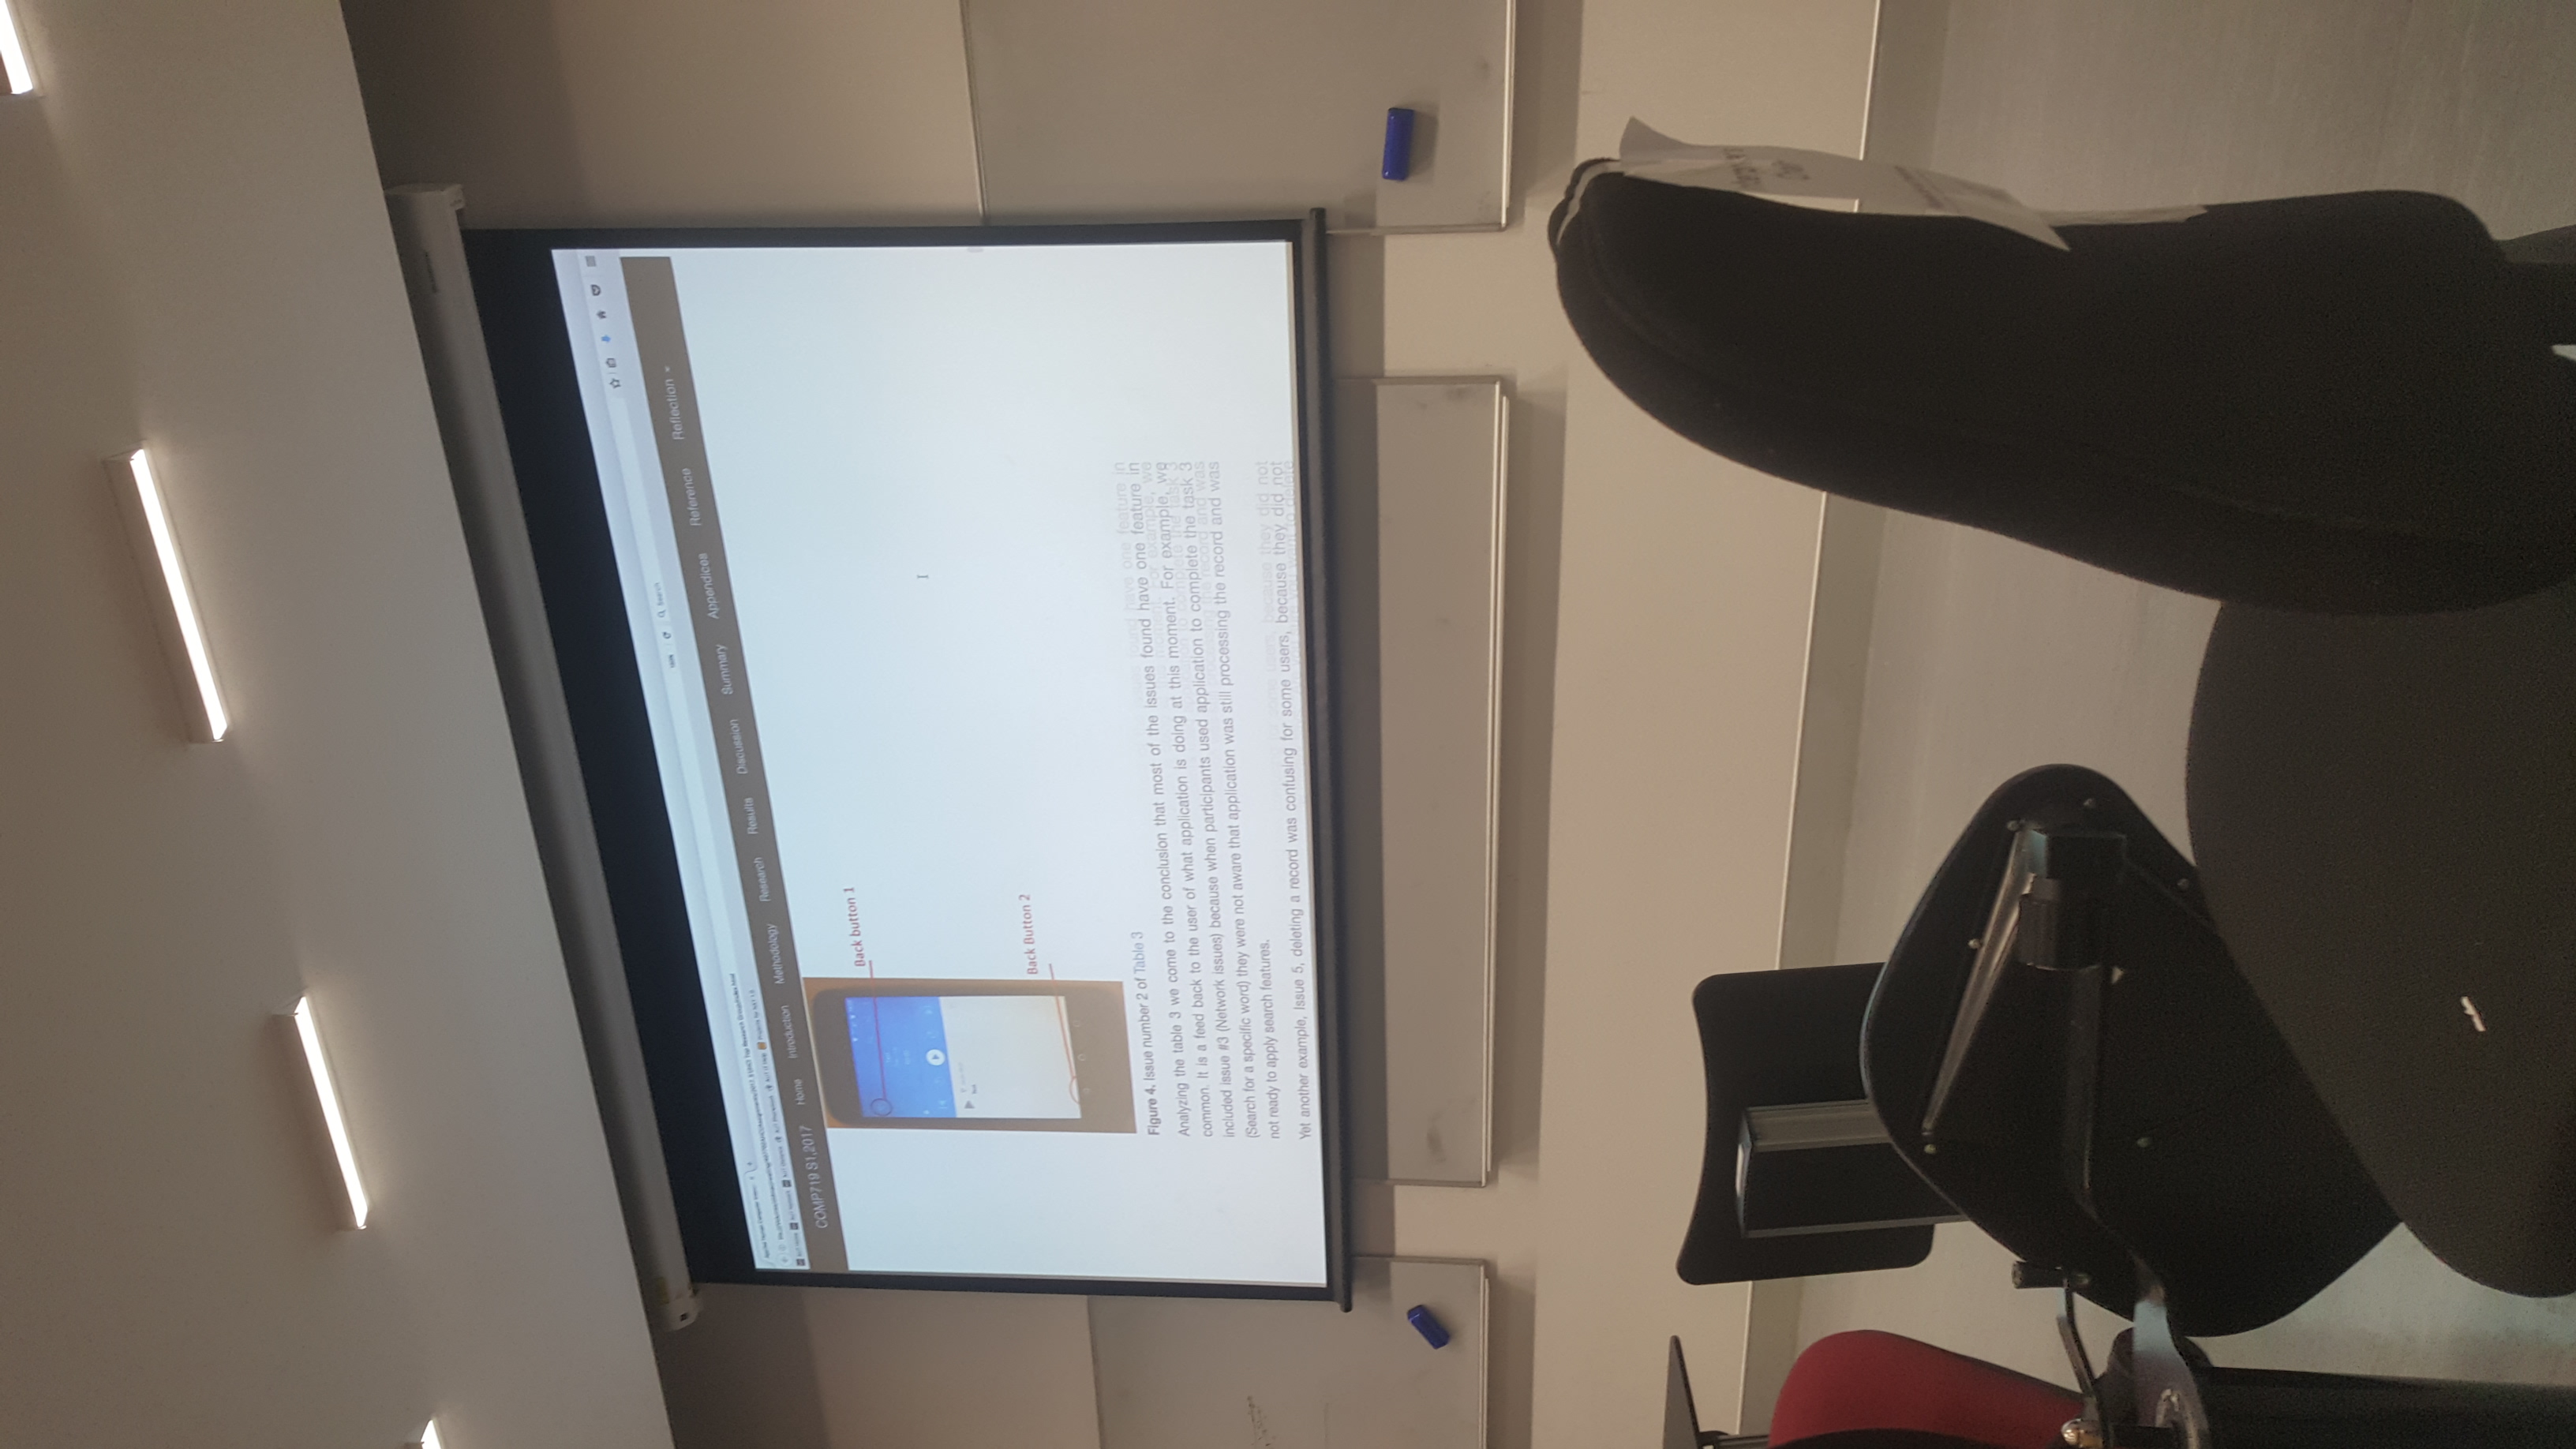 Search
COMP719 S1,2017 Home Introduction Methodology Research Results Discussion Summary Appendices Reference Reflection
Back button 1
Back Button 2
Figure 4. Issue number 2 of Table 3
Analyzing the table 3 we come to the conclusion that most of the issues found have one feature in
common. It is a feed back to the user of what application is doing at this moment. For example, we
included issue #3 (Network issues) because when participants used application to complete the task 3
(Search for a specific word) they were not aware that application was still processing the record and was
not ready to apply search features.
Yet another example, Issue 5, deleting a record was confusing for some users, because they did not
Chair